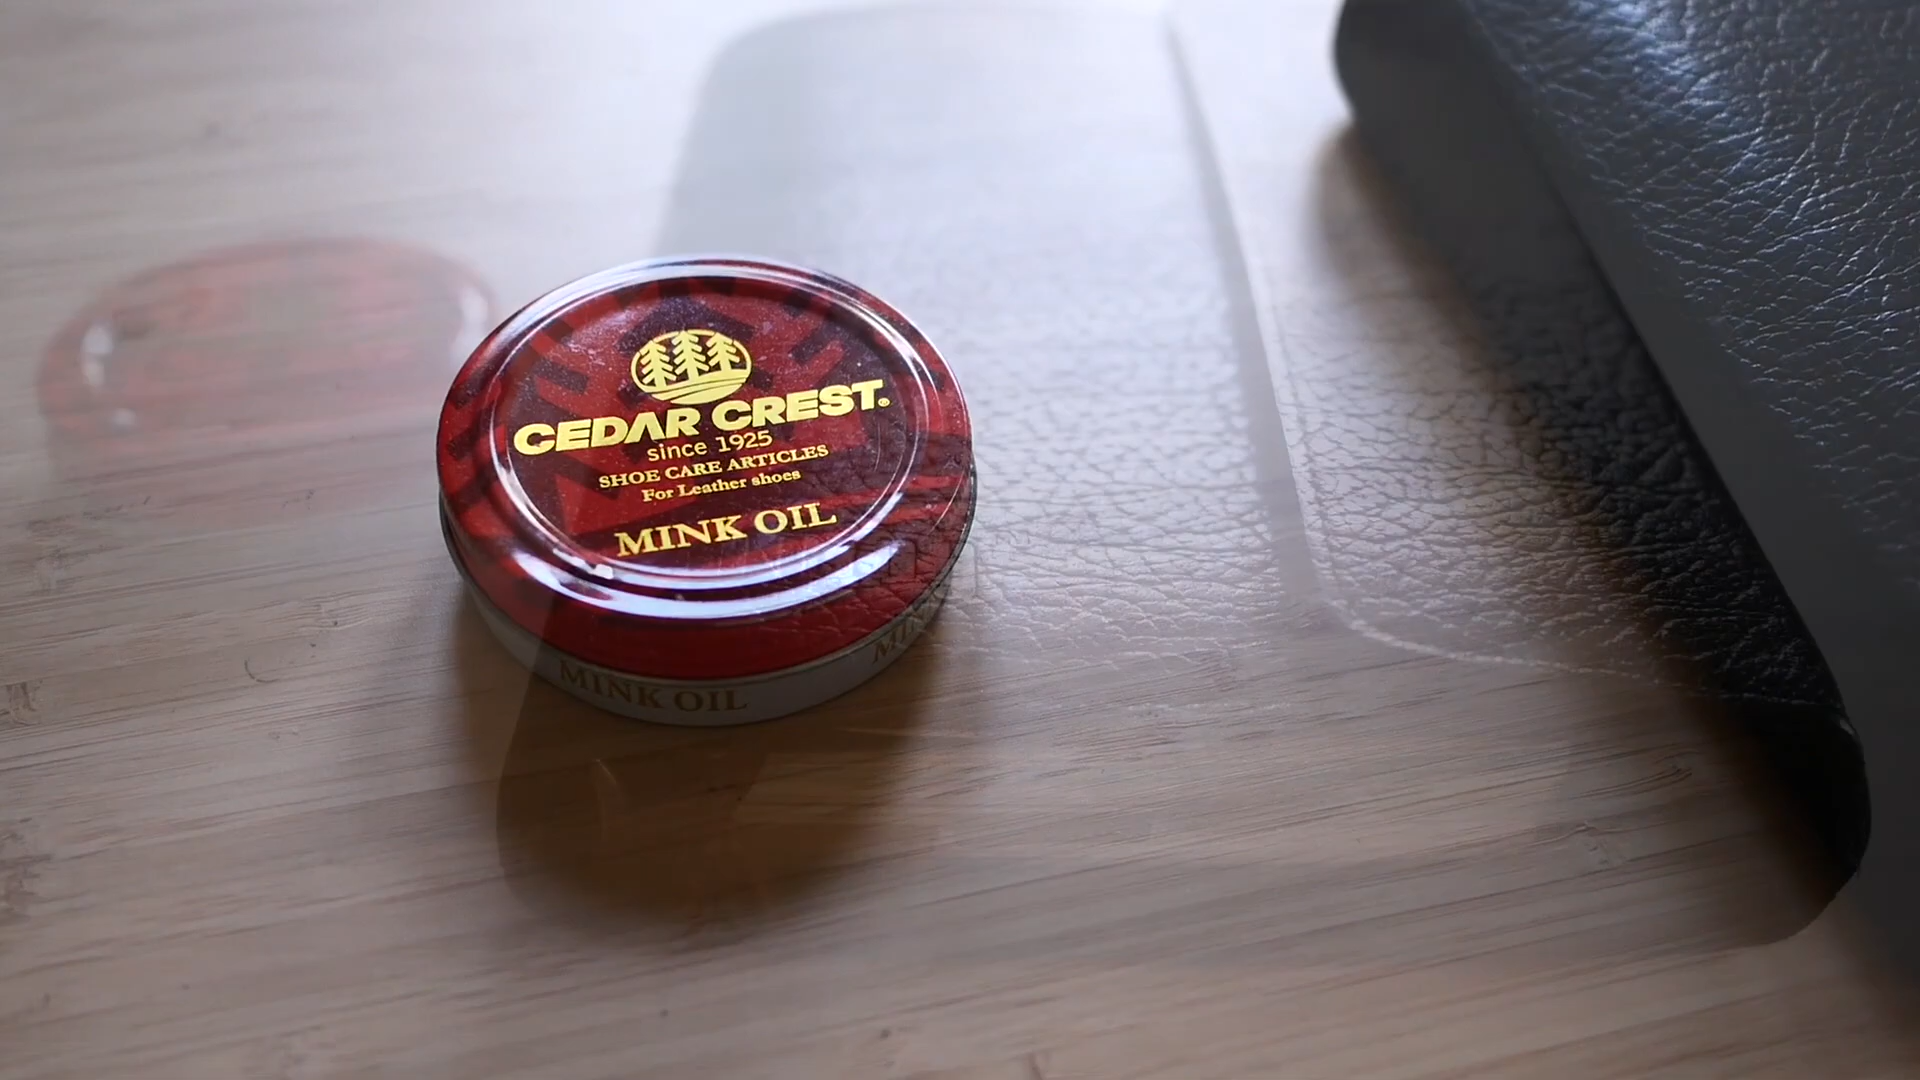 CEDAR CREST®
since 1925
SHOE CARE ARTICLES
For Leather shoes
MINK OIL
MINK OIL